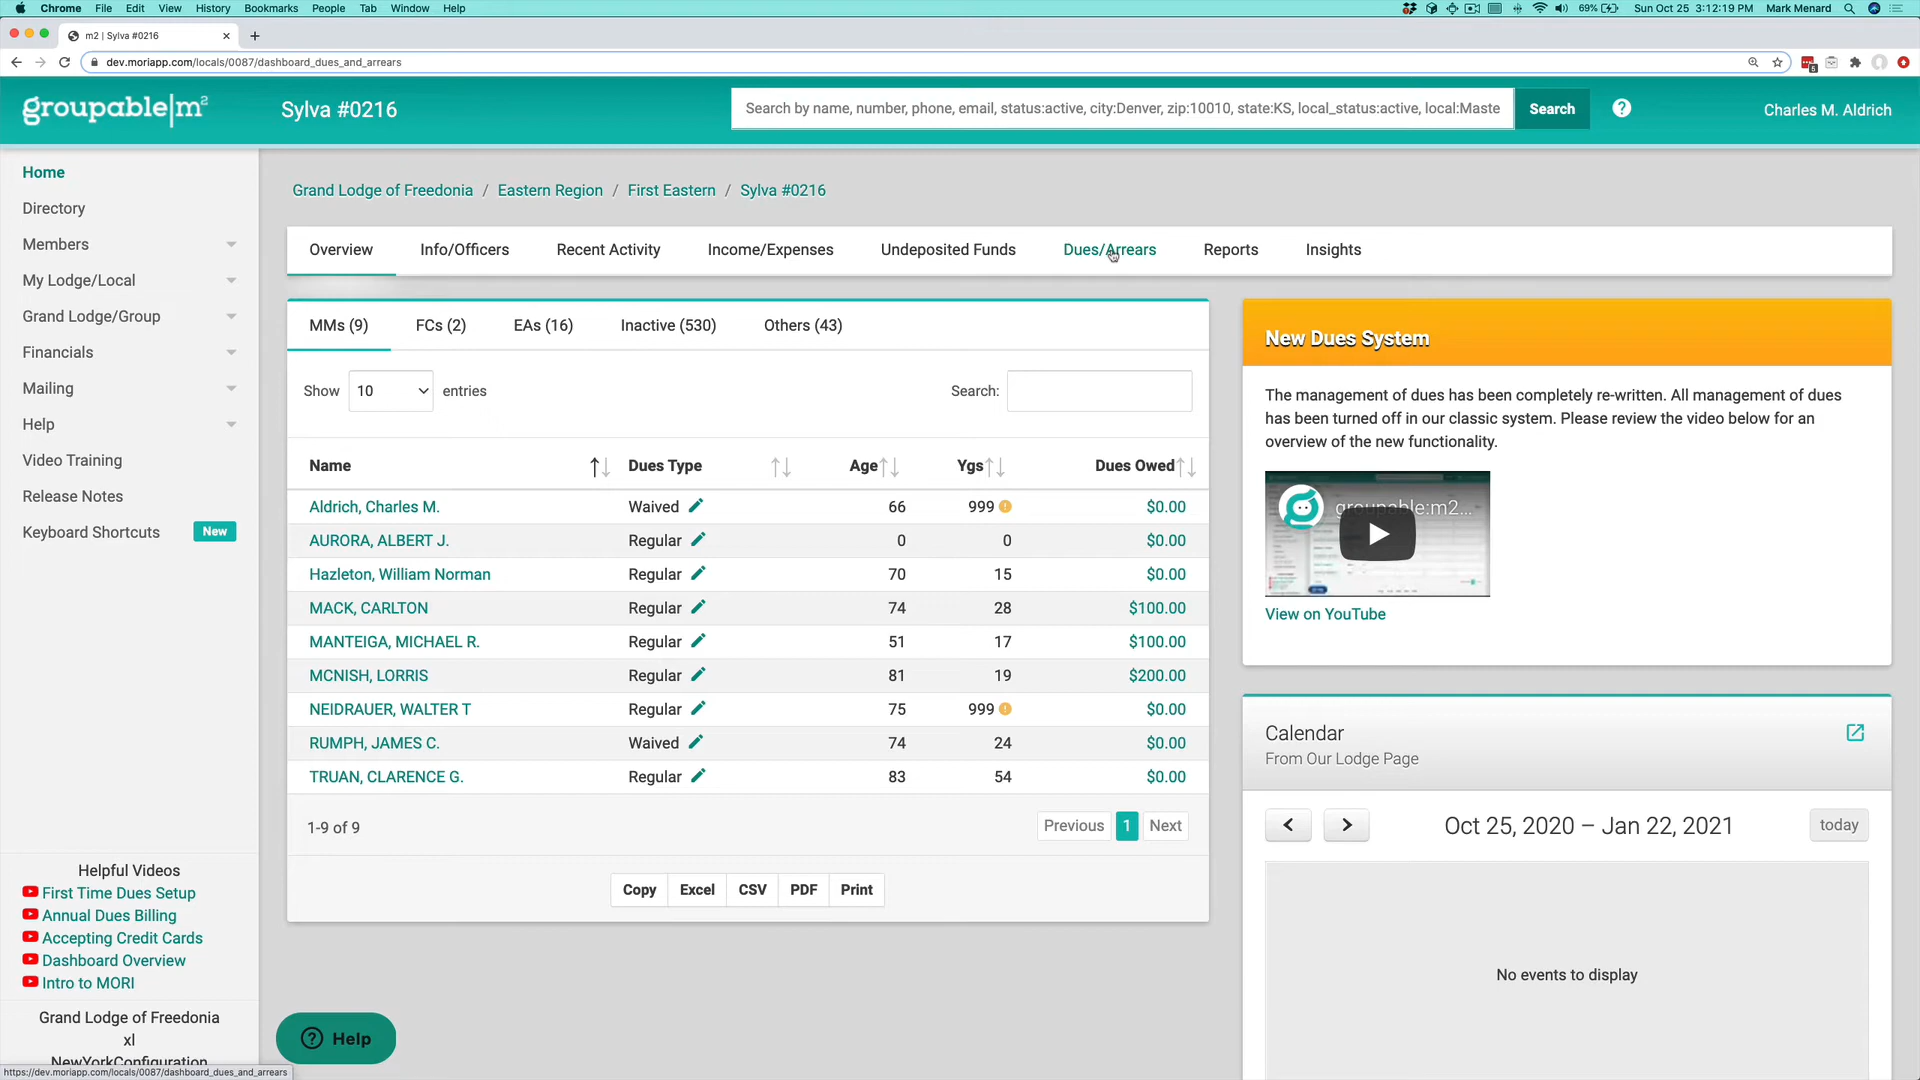 Chrome File Edit View History Bookmarks People Tab Window Help
69% Sun Oct 25 3:12:19 PM Mark Menard
m2 | Sylva #0216
dev.moriapp.com/locals/0087/dashboard_dues_and_arrears
groupable|m² Sylva #0216 Search by name, number, phone, email, status:active, city:Denver, zip:10010, state:KS, local_status:active, local:Maste Search Charles M. Aldrich
Home
Directory
Members
My Lodge/Local
Grand Lodge/Group
Financials
Mailing
Help
Video Training
Release Notes
Keyboard Shortcuts New
Helpful Videos
First Time Dues Setup
Annual Dues Billing
Accepting Credit Cards
Dashboard Overview
Intro to MORI
Grand Lodge of Freedonia
xl
NewYorkConfiguration
https://dev.moriapp.com/locals/0087/dashboard_dues_and_arrears
Grand Lodge of Freedonia / Eastern Region / First Eastern / Sylva #0216
Overview Info/Officers Recent Activity Income/Expenses Undeposited Funds Dues/Arrears Reports Insights
MMs (9) FCs (2) EAs (16) Inactive (530) Others (43)
Show 10 entries Search:
Name Dues Type Age Ygs Dues Owed
Aldrich, Charles M. Waived 66 999 $0.00
AURORA, ALBERT J. Regular 0 0 $0.00
Hazleton, William Norman Regular 70 15 $0.00
MACK, CARLTON Regular 74 28 $100.00
MANTEIGA, MICHAEL R. Regular 51 17 $100.00
MCNISH, LORRIS Regular 81 19 $200.00
NEIDRAUER, WALTER T Regular 75 999 $0.00
RUMPH, JAMES C. Waived 74 24 $0.00
TRUAN, CLARENCE G. Regular 83 54 $0.00
1-9 of 9 Previous 1 Next
Copy Excel CSV PDF Print
Help
New Dues System
The management of dues has been completely re-written. All management of dues
has been turned off in our classic system. Please review the video below for an
overview of the new functionality.
groupable:m2...
View on YouTube
Calendar
From Our Lodge Page
Oct 25, 2020 – Jan 22, 2021 today
No events to display